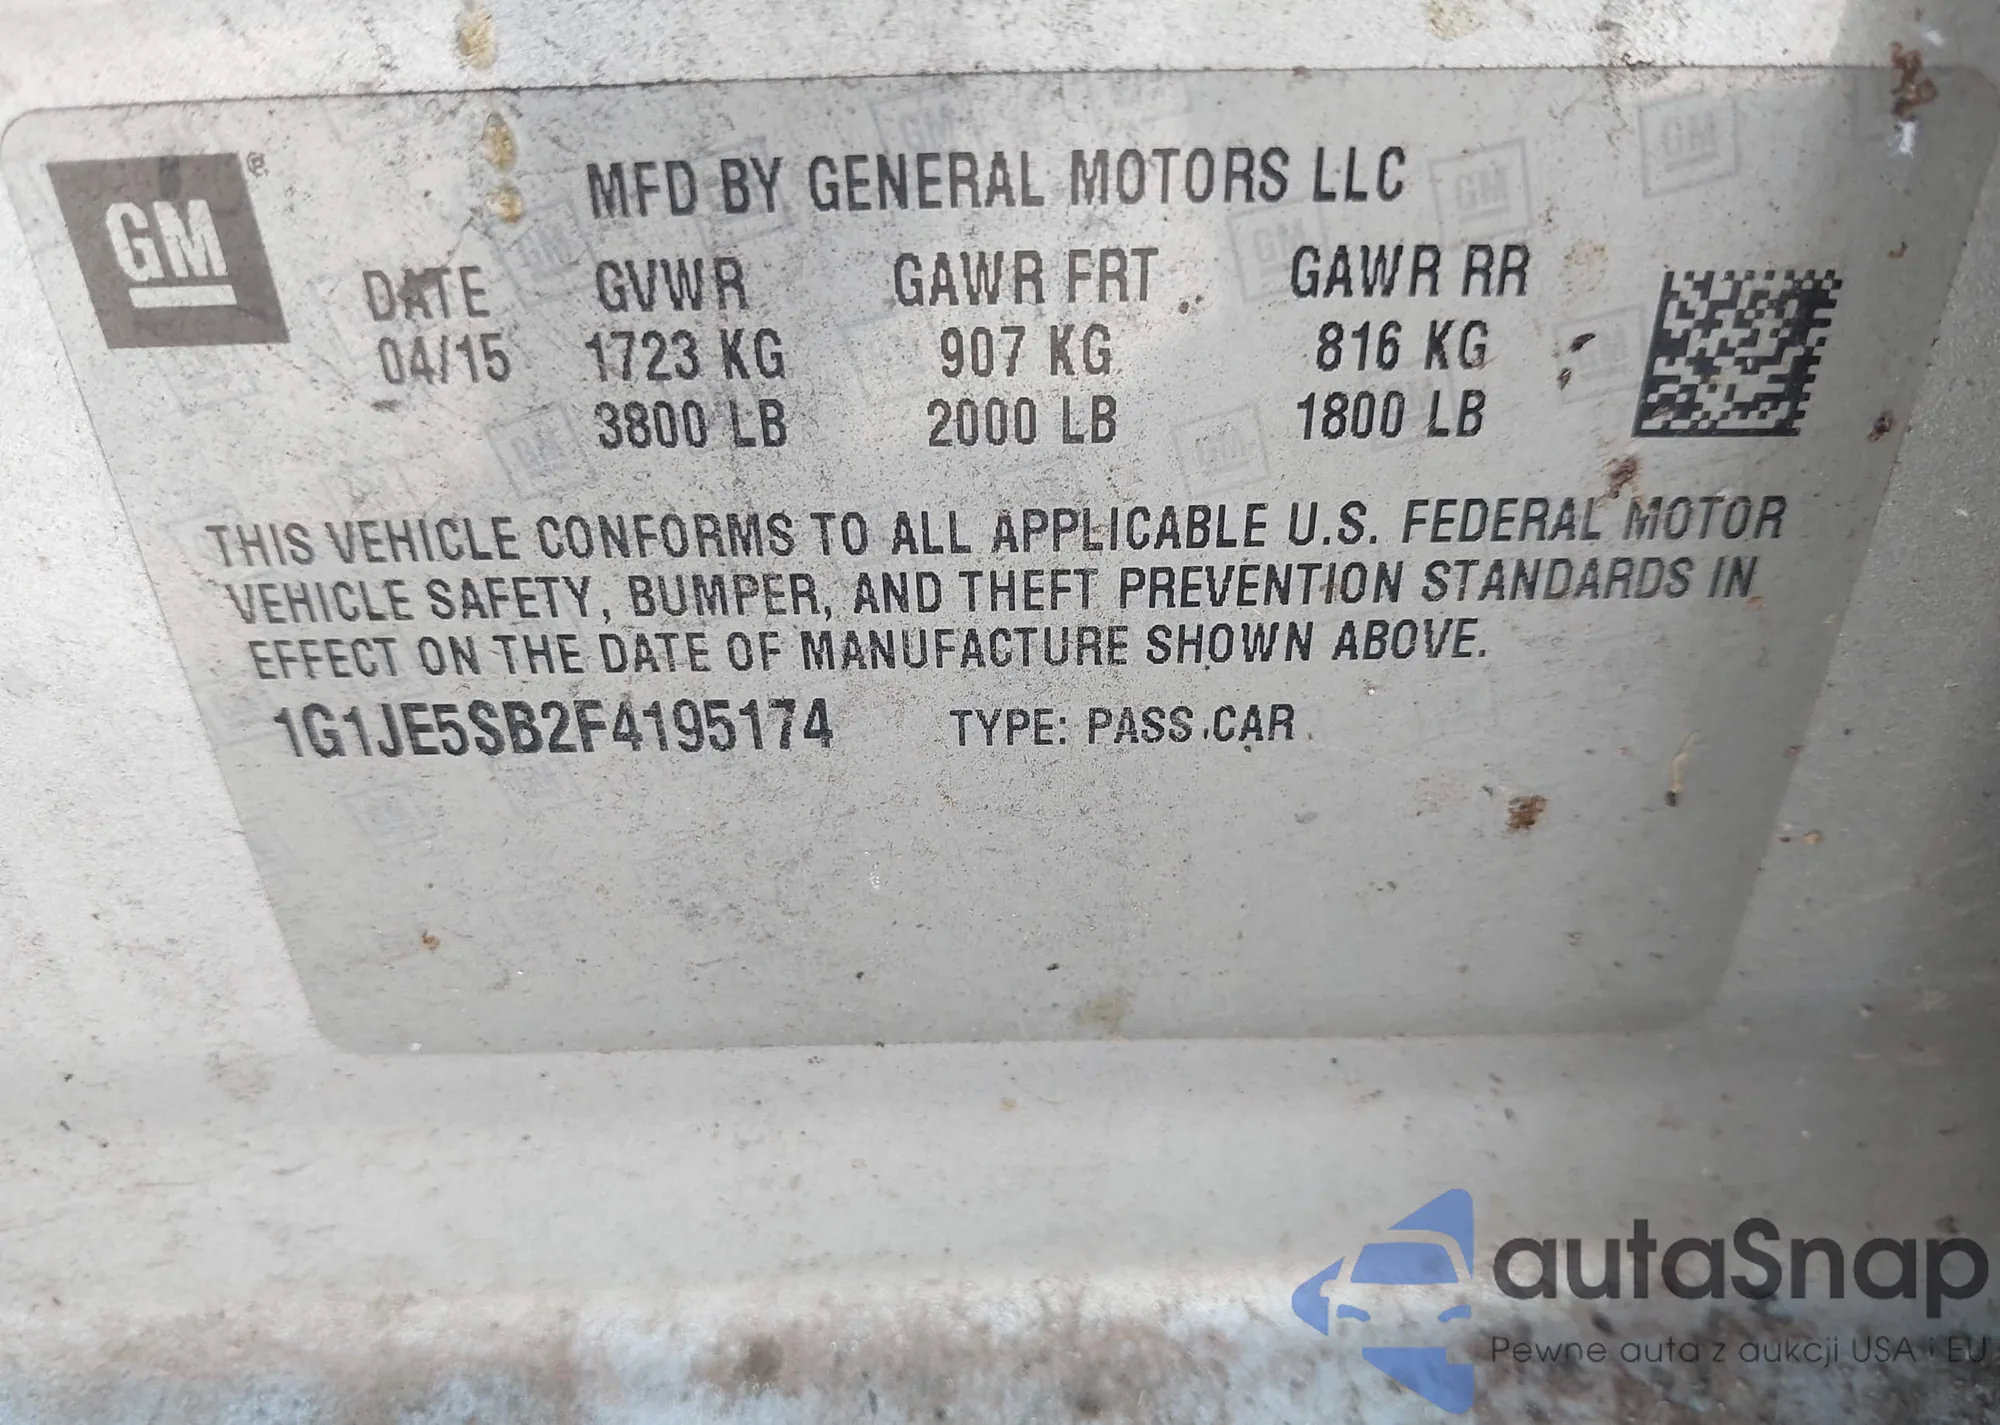 GM ®
MFD BY GENERAL MOTORS LLC
DATE GVWR GAWR FRT GAWR RR
04/15 1723 KG 907 KG 816 KG
3800 LB 2000 LB 1800 LB
THIS VEHICLE CONFORMS TO ALL APPLICABLE U.S. FEDERAL MOTOR
VEHICLE SAFETY, BUMPER, AND THEFT PREVENTION STANDARDS IN
EFFECT ON THE DATE OF MANUFACTURE SHOWN ABOVE.
1G1JE5SB2F4195174 TYPE: PASS.CAR
autaSnap
Pewne auta z aukcji USA i EU